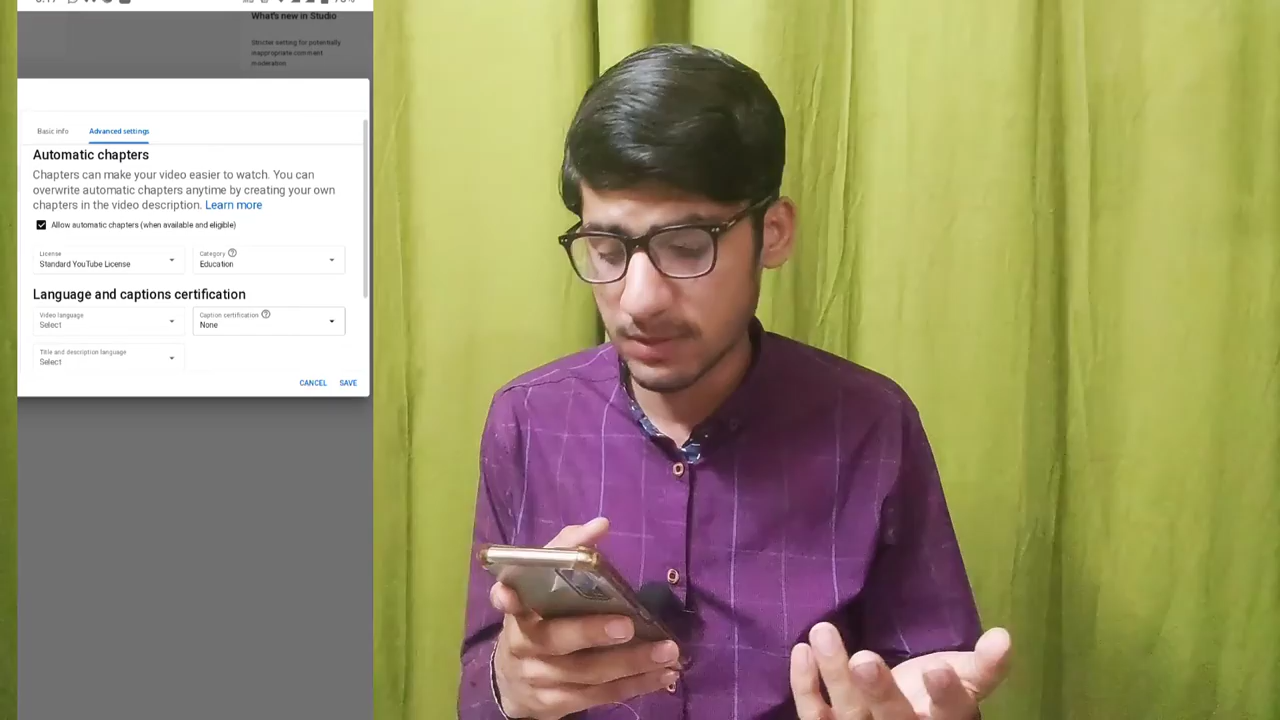 What's new in Studio
Stricter setting for potentially
inappropriate comment
moderation
Basic info
Advanced settings
Automatic chapters
Chapters can make your video easier to watch. You can
overwrite automatic chapters anytime by creating your own
chapters in the video description. Learn more
Allow automatic chapters (when available and eligible)
License
Standard YouTube License
Category
Education
Language and captions certification
Video language
Select
Caption certification
None
Title and description language
Select
CANCEL
SAVE